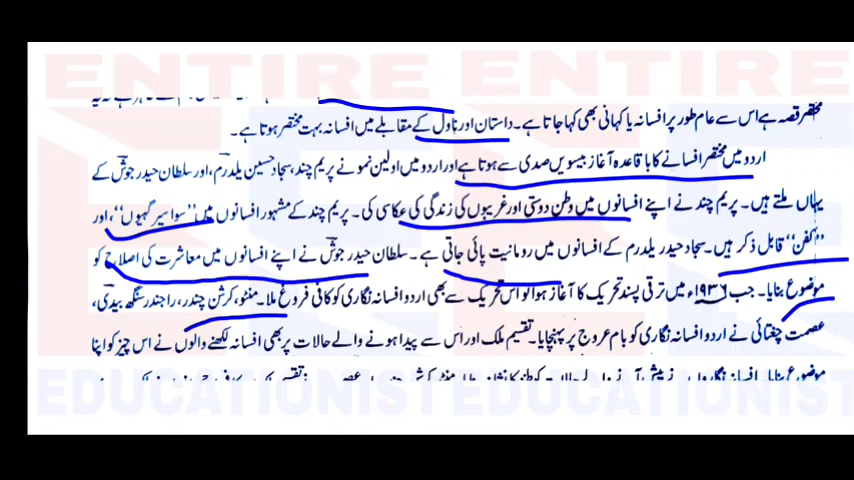 ENTIRE ENTIRE
مختصر قصہ ہے اس سے عام طور پر افسانہ یا کہانی بھی کہا جاتا ہے۔ داستان اور ناول کے مقابلے میں افسانہ بہت مختصر ہوتا ہے۔
اردو میں مختصر افسانے کا باقاعدہ آغاز بیسویں صدی سے ہوتا ہے اور اردو میں اولین نمونے پریم چند، سجاد حسین یلدرم، اور سلطان حیدر جوش کے
یہاں ملتے ہیں۔ پریم چند نے اپنے افسانوں میں وطن دوستی اور غریبوں کی زندگی کی عکاسی کی۔ پریم چند کے مشہور افسانوں میں ”سوا سیر گیہوں“، اور
”کفن“ قابل ذکر ہیں۔ سجاد حیدر یلدرم کے افسانوں میں رومانیت پائی جاتی ہے۔ سلطان حیدر جوش نے اپنے افسانوں میں معاشرت کی اصلاح کو
موضوع بنایا۔ جب ۱۹۳۶ء میں ترقی پسند تحریک کا آغاز ہوا تو اس تحریک سے بھی اردو افسانہ نگاری کو کافی فروغ ملا۔ منٹو، کرشن چندر، راجندر سنگھ بیدی،
عصمت چغتائی نے اردو افسانہ نگاری کو بام عروج پر پہنچایا۔ تقسیم ملک اور اس سے پیدا ہونے والے حالات پر بھی افسانہ لکھنے والوں نے اس چیز کو اپنا
موضوع بنایا۔
EDUCATIONIST EDUCATIONIST